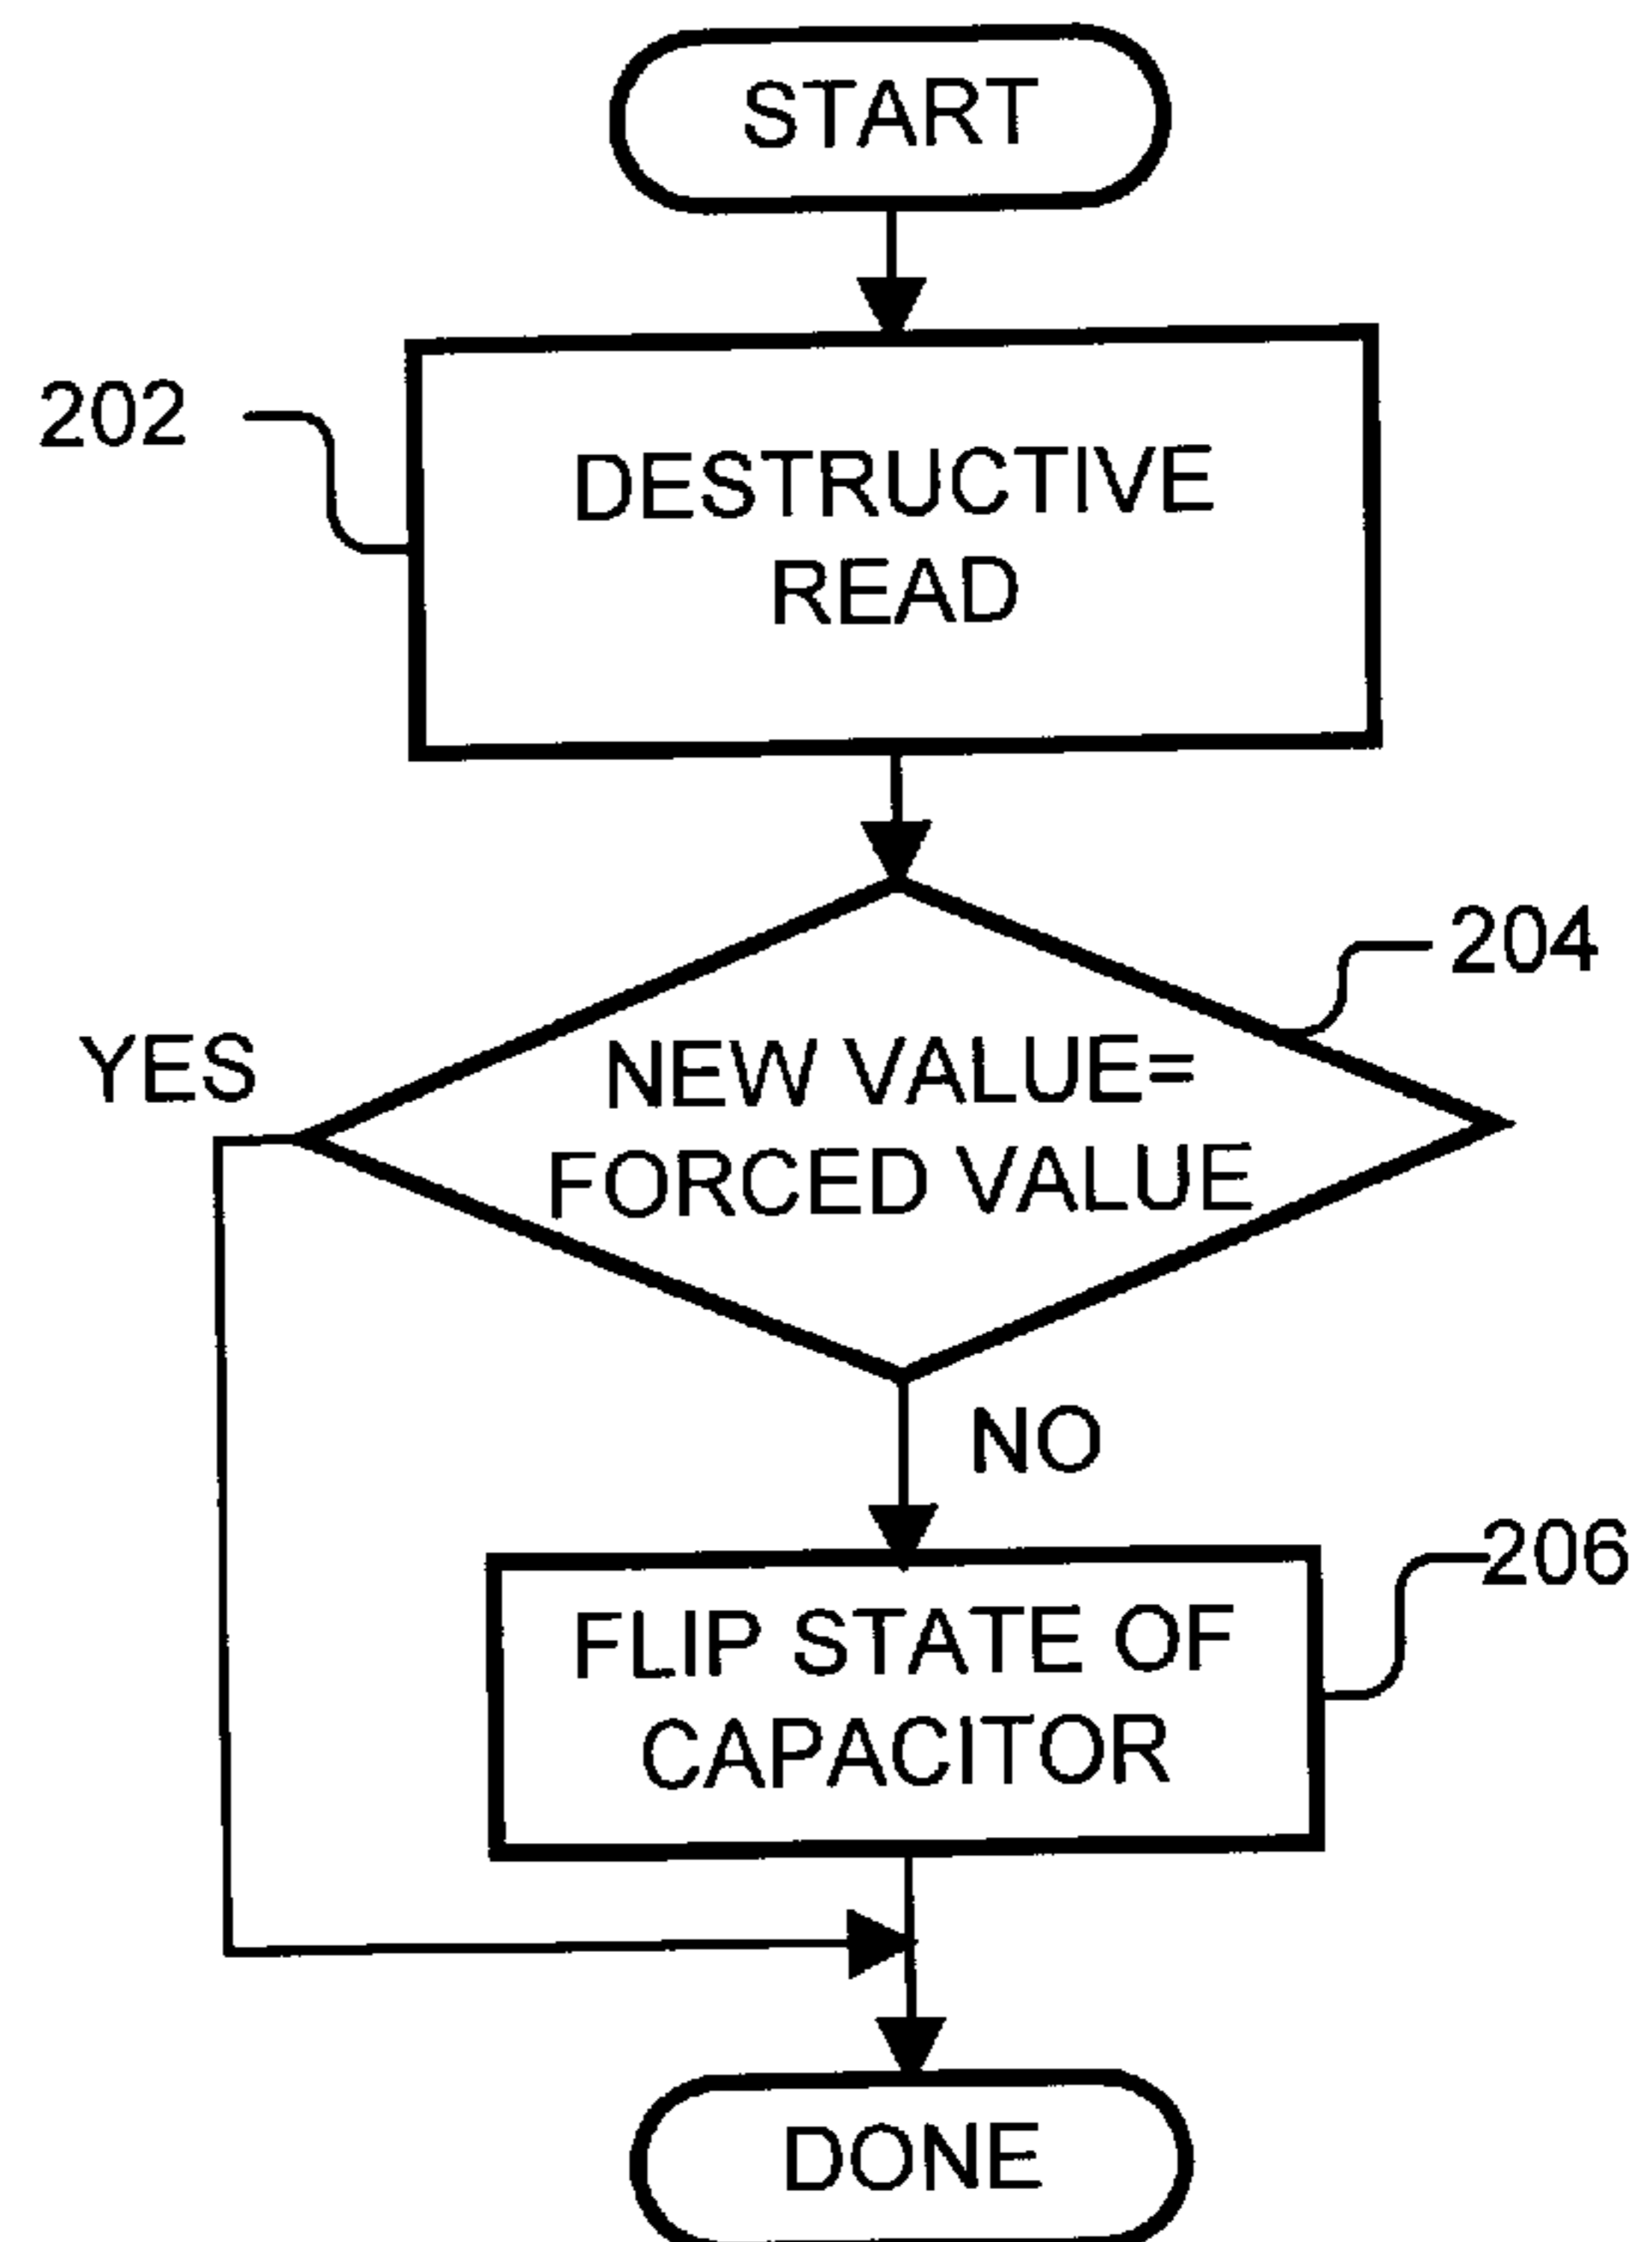 START
202
DESTRUCTIVE
READ
204
YES
NEW VALUE=
FORCED VALUE
NO
206
FLIP STATE OF
CAPACITOR
DONE